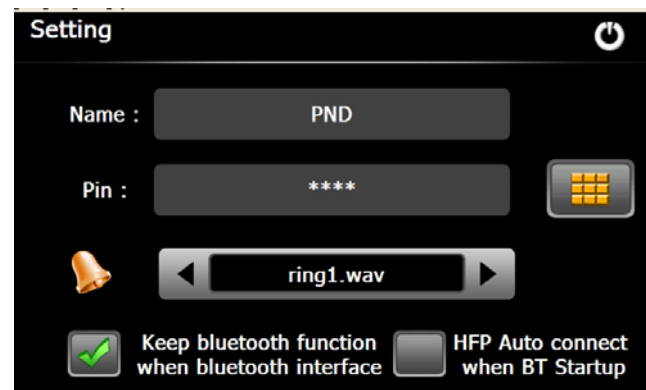 Setting
Name :
PND
Pin :
****
ring1.wav
Keep bluetooth function
when bluetooth interface
HFP Auto connect
when BT Startup